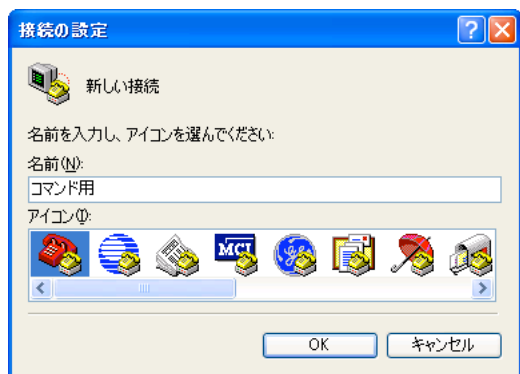 接続の設定
新しい接続
名前を入力し、アイコンを選んでください:
名前(N):
コマンド用
アイコン(I):
MCI
OK
キャンセル